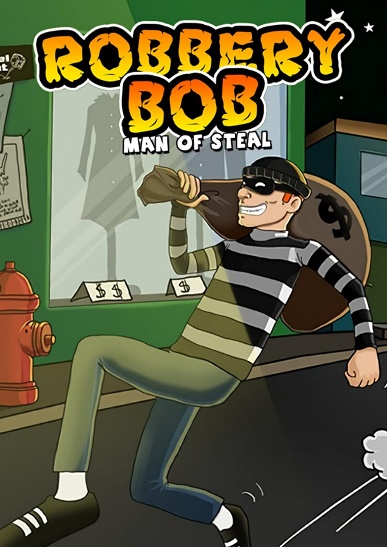 ROBBERY
BOB
MAN OF STEAL
$ $
$
$